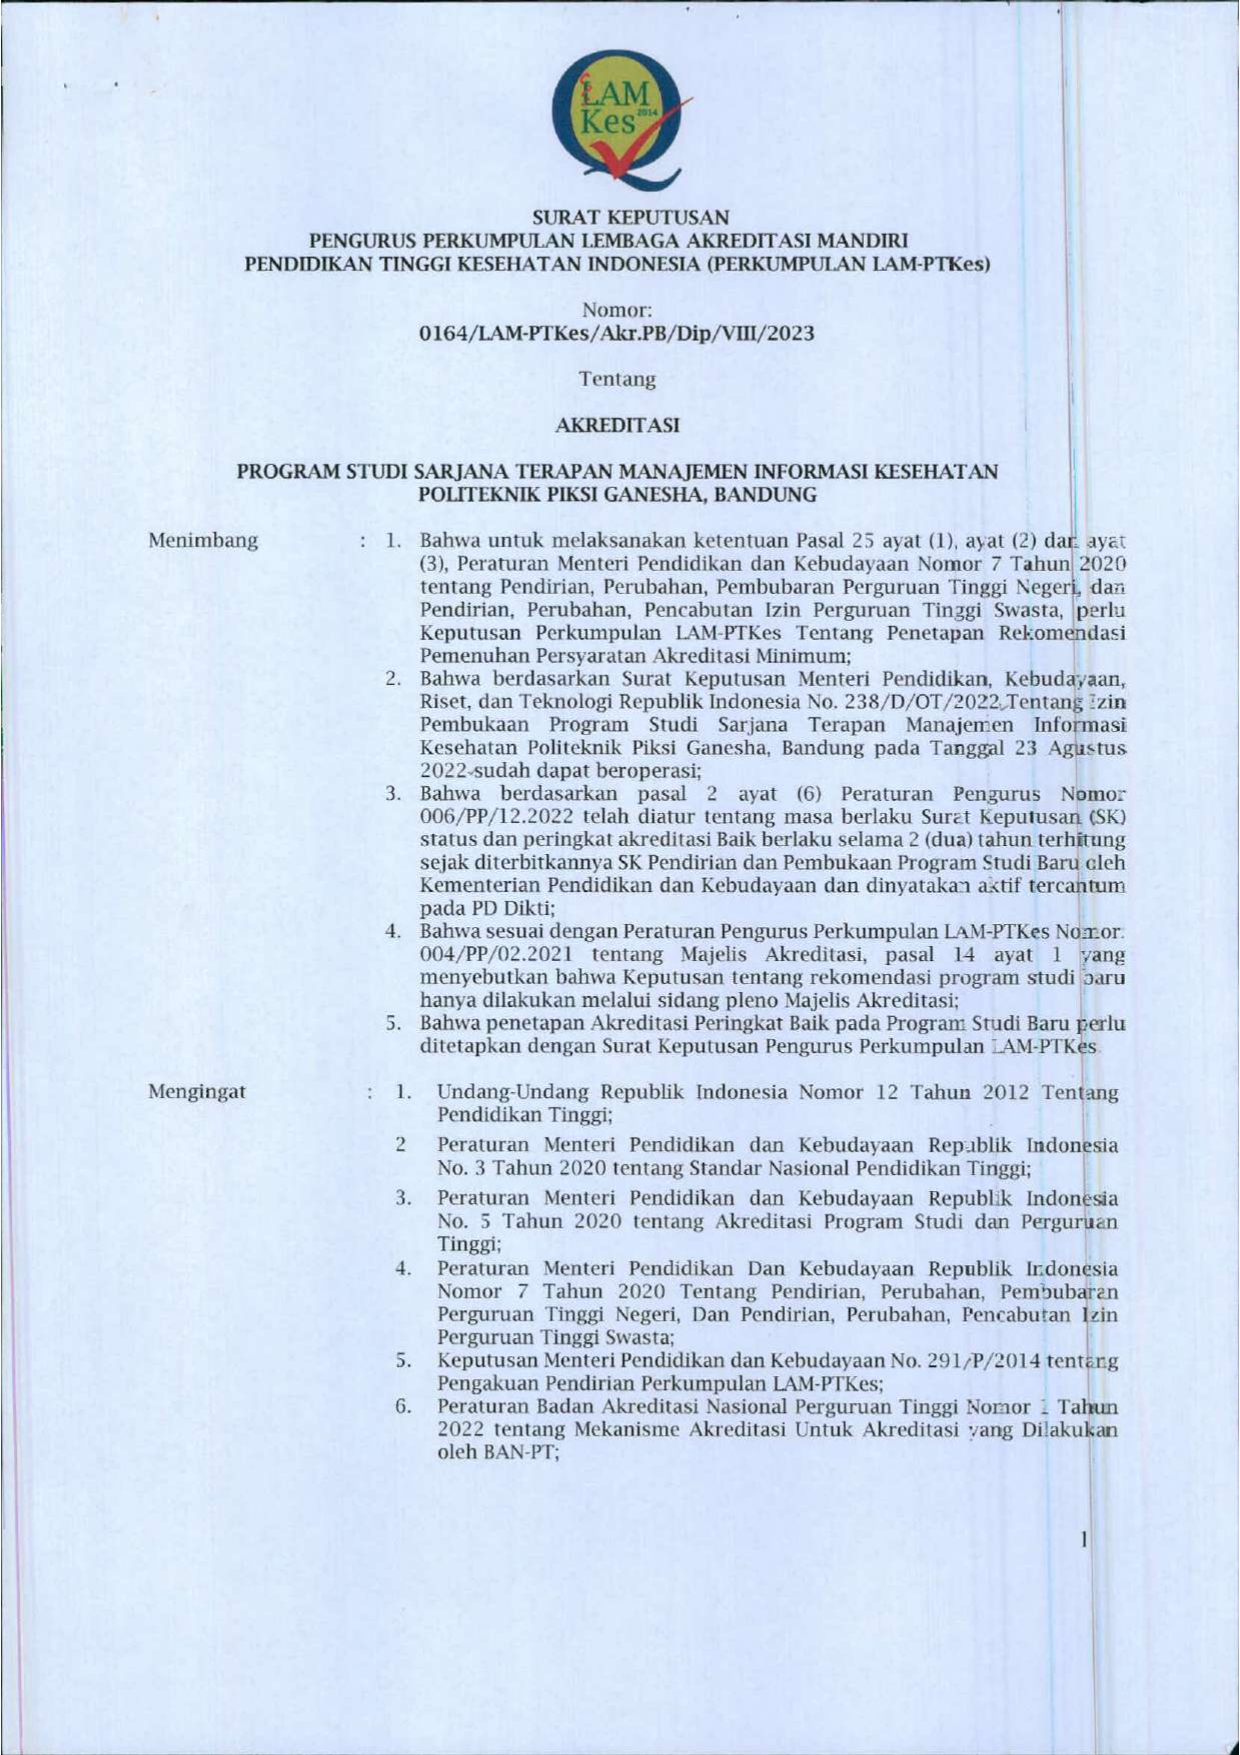 LAM
Kes 2014
SURAT KEPUTUSAN
PENGURUS PERKUMPULAN LEMBAGA AKREDITASI MANDIRI
PENDIDIKAN TINGGI KESEHATAN INDONESIA (PERKUMPULAN LAM-PTKes)
Nomor:
0164/LAM-PTKes/Akr.PB/Dip/VIII/2023
Tentang
AKREDITASI
PROGRAM STUDI SARJANA TERAPAN MANAJEMEN INFORMASI KESEHATAN
POLITEKNIK PIKSI GANESHA, BANDUNG
Menimbang : 1. Bahwa untuk melaksanakan ketentuan Pasal 25 ayat (1), ayat (2) dan ayat
(3), Peraturan Menteri Pendidikan dan Kebudayaan Nomor 7 Tahun 2020
tentang Pendirian, Perubahan, Pembubaran Perguruan Tinggi Negeri, dan
Pendirian, Perubahan, Pencabutan Izin Perguruan Tinggi Swasta, perlu
Keputusan Perkumpulan LAM-PTKes Tentang Penetapan Rekomendasi
Pemenuhan Persyaratan Akreditasi Minimum;
2. Bahwa berdasarkan Surat Keputusan Menteri Pendidikan, Kebudayaan,
Riset, dan Teknologi Republik Indonesia No. 238/D/OT/2022 Tentang Izin
Pembukaan Program Studi Sarjana Terapan Manajemen Informasi
Kesehatan Politeknik Piksi Ganesha, Bandung pada Tanggal 23 Agustus
2022 sudah dapat beroperasi;
3. Bahwa berdasarkan pasal 2 ayat (6) Peraturan Pengurus Nomor
006/PP/12.2022 telah diatur tentang masa berlaku Surat Keputusan (SK)
status dan peringkat akreditasi Baik berlaku selama 2 (dua) tahun terhitung
sejak diterbitkannya SK Pendirian dan Pembukaan Program Studi Baru oleh
Kementerian Pendidikan dan Kebudayaan dan dinyatakan aktif tercantum
pada PD Dikti;
4. Bahwa sesuai dengan Peraturan Pengurus Perkumpulan LAM-PTKes Nomor.
004/PP/02.2021 tentang Majelis Akreditasi, pasal 14 ayat 1 yang
menyebutkan bahwa Keputusan tentang rekomendasi program studi baru
hanya dilakukan melalui sidang pleno Majelis Akreditasi;
5. Bahwa penetapan Akreditasi Peringkat Baik pada Program Studi Baru perlu
ditetapkan dengan Surat Keputusan Pengurus Perkumpulan LAM-PTKes.
Mengingat : 1. Undang-Undang Republik Indonesia Nomor 12 Tahun 2012 Tentang
Pendidikan Tinggi;
2 Peraturan Menteri Pendidikan dan Kebudayaan Republik Indonesia
No. 3 Tahun 2020 tentang Standar Nasional Pendidikan Tinggi;
3. Peraturan Menteri Pendidikan dan Kebudayaan Republik Indonesia
No. 5 Tahun 2020 tentang Akreditasi Program Studi dan Perguruan
Tinggi;
4. Peraturan Menteri Pendidikan Dan Kebudayaan Republik Indonesia
Nomor 7 Tahun 2020 Tentang Pendirian, Perubahan, Pembubaran
Perguruan Tinggi Negeri, Dan Pendirian, Perubahan, Pencabutan Izin
Perguruan Tinggi Swasta;
5. Keputusan Menteri Pendidikan dan Kebudayaan No. 291/P/2014 tentang
Pengakuan Pendirian Perkumpulan LAM-PTKes;
6. Peraturan Badan Akreditasi Nasional Perguruan Tinggi Nomor Tahun
2022 tentang Mekanisme Akreditasi Untuk Akreditasi yang Dilakukan
oleh BAN-PT;
1